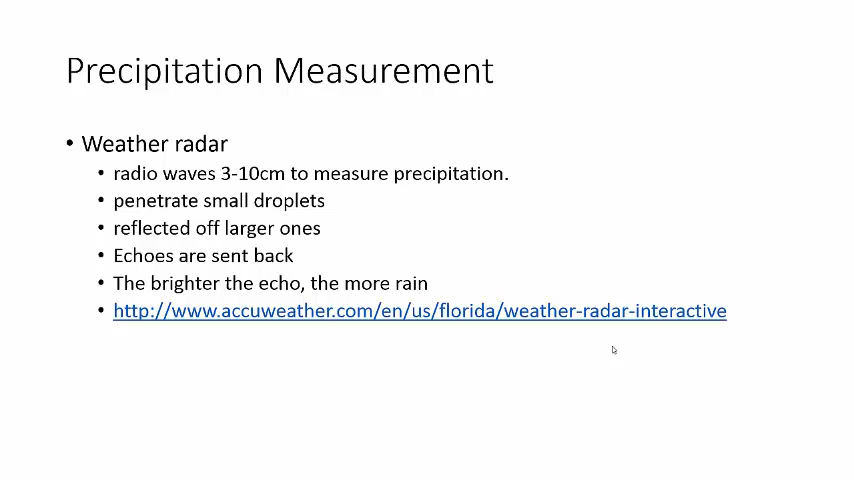 Precipitation Measurement
• Weather radar
• radio waves 3-10cm to measure precipitation.
• penetrate small droplets
• reflected off larger ones
• Echoes are sent back
• The brighter the echo, the more rain
• http://www.accuweather.com/en/us/florida/weather-radar-interactive